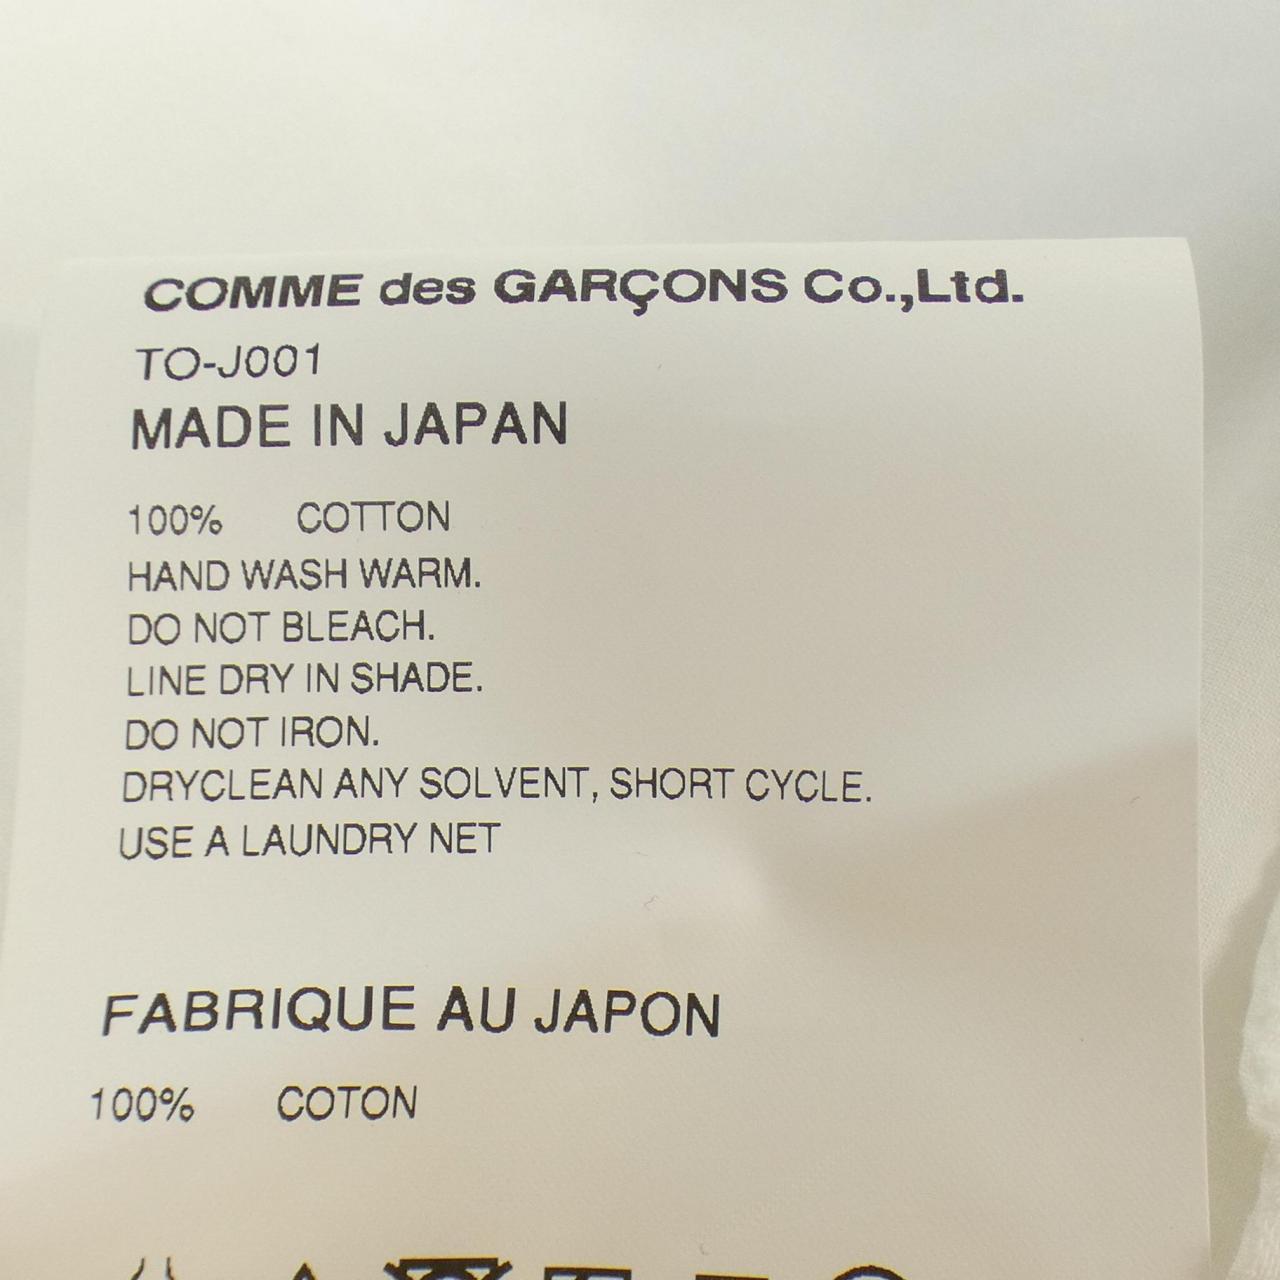 COMME des GARÇONS Co.,Ltd.
TO-J001
MADE IN JAPAN
100% COTTON
HAND WASH WARM.
DO NOT BLEACH.
LINE DRY IN SHADE.
DO NOT IRON.
DRYCLEAN ANY SOLVENT, SHORT CYCLE.
USE A LAUNDRY NET
FABRIQUE AU JAPON
100% COTON